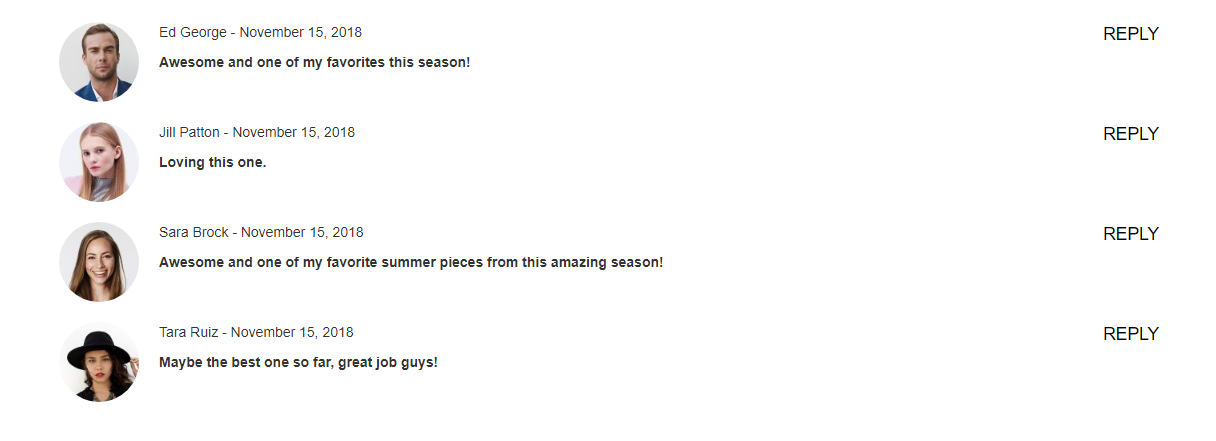 Ed George - November 15, 2018
REPLY
Awesome and one of my favorites this season!
Jill Patton - November 15, 2018
REPLY
Loving this one.
Sara Brock - November 15, 2018
REPLY
Awesome and one of my favorite summer pieces from this amazing season!
Tara Ruiz - November 15, 2018
REPLY
Maybe the best one so far, great job guys!